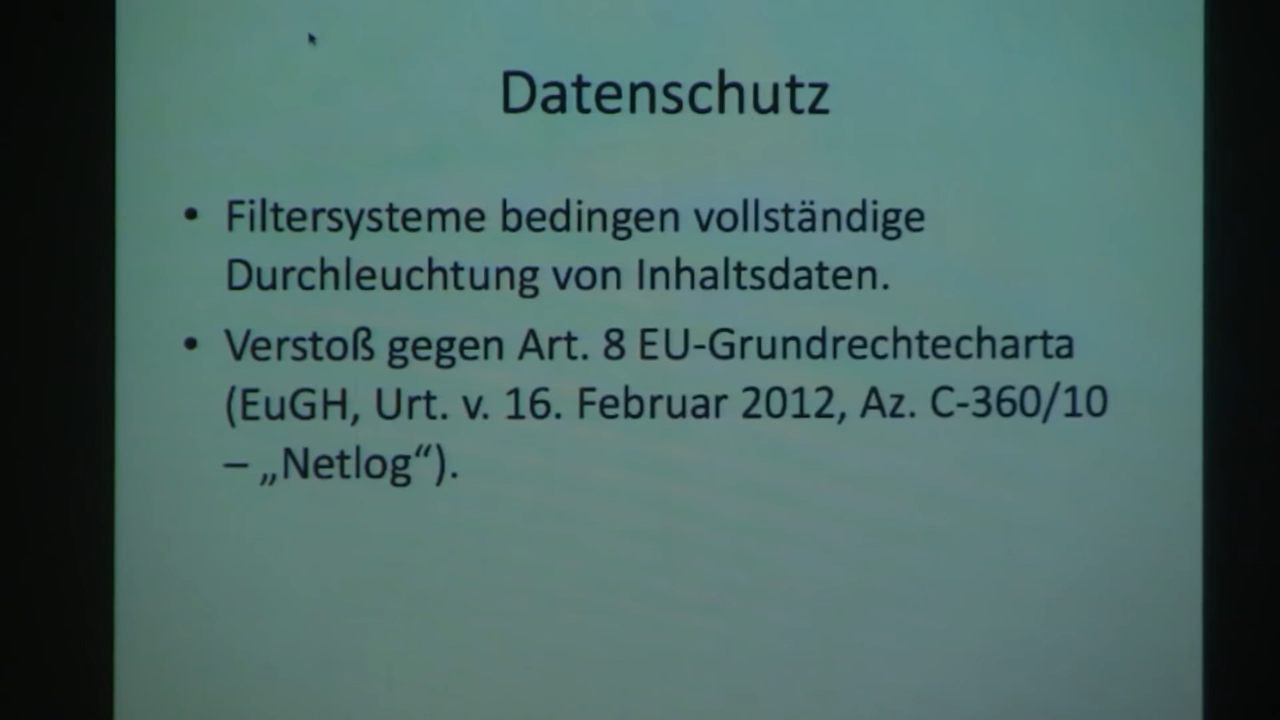 Datenschutz
• Filtersysteme bedingen vollständige
Durchleuchtung von Inhaltsdaten.
• Verstoß gegen Art. 8 EU-Grundrechtecharta
(EuGH, Urt. v. 16. Februar 2012, Az. C-360/10
– „Netlog“).